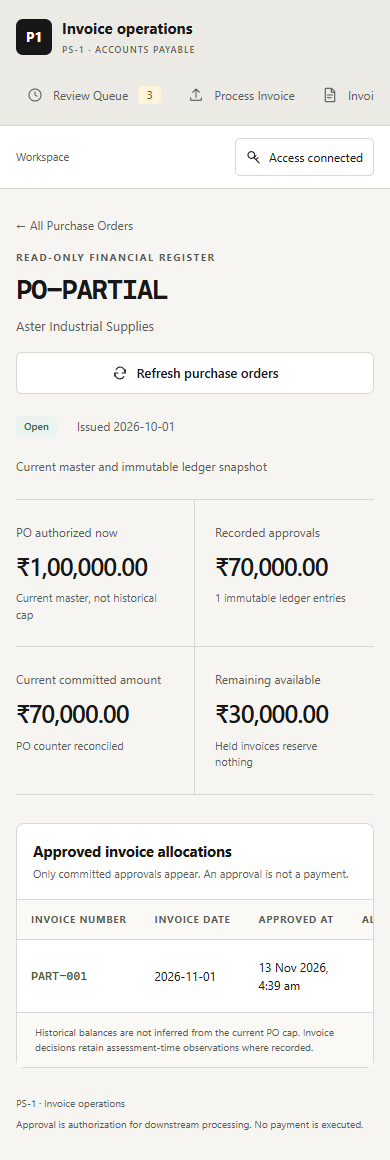 P1 Invoice operations
PS-1 · ACCOUNTS PAYABLE
Review Queue 3 Process Invoice Invoi
Workspace Access connected
← All Purchase Orders
READ-ONLY FINANCIAL REGISTER
PO-PARTIAL
Aster Industrial Supplies
Refresh purchase orders
Open Issued 2026-10-01
Current master and immutable ledger snapshot
PO authorized now
₹1,00,000.00
Current master, not historical
cap
Recorded approvals
₹70,000.00
1 immutable ledger entries
Current committed amount
₹70,000.00
PO counter reconciled
Remaining available
₹30,000.00
Held invoices reserve
nothing
Approved invoice allocations
Only committed approvals appear. An approval is not a payment.
INVOICE NUMBER INVOICE DATE APPROVED AT AL
PART-001 2026-11-01 13 Nov 2026,
4:39 am
Historical balances are not inferred from the current PO cap. Invoice
decisions retain assessment-time observations where recorded.
PS-1 · Invoice operations
Approval is authorization for downstream processing. No payment is executed.